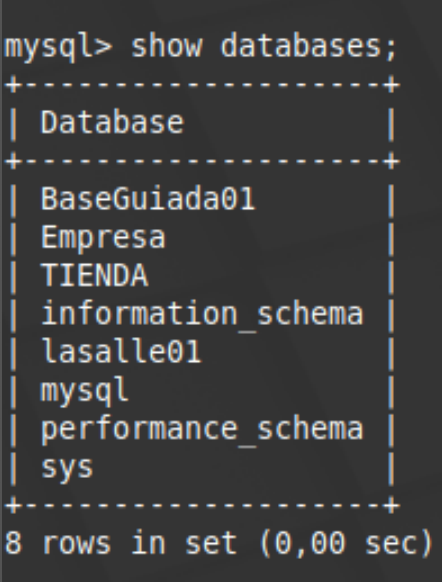 mysql> show databases;
+--------------------+
| Database           |
+--------------------+
| BaseGuiada01       |
| Empresa            |
| TIENDA             |
| information_schema |
| lasalle01          |
| mysql              |
| performance_schema |
| sys                |
+--------------------+
8 rows in set (0,00 sec)